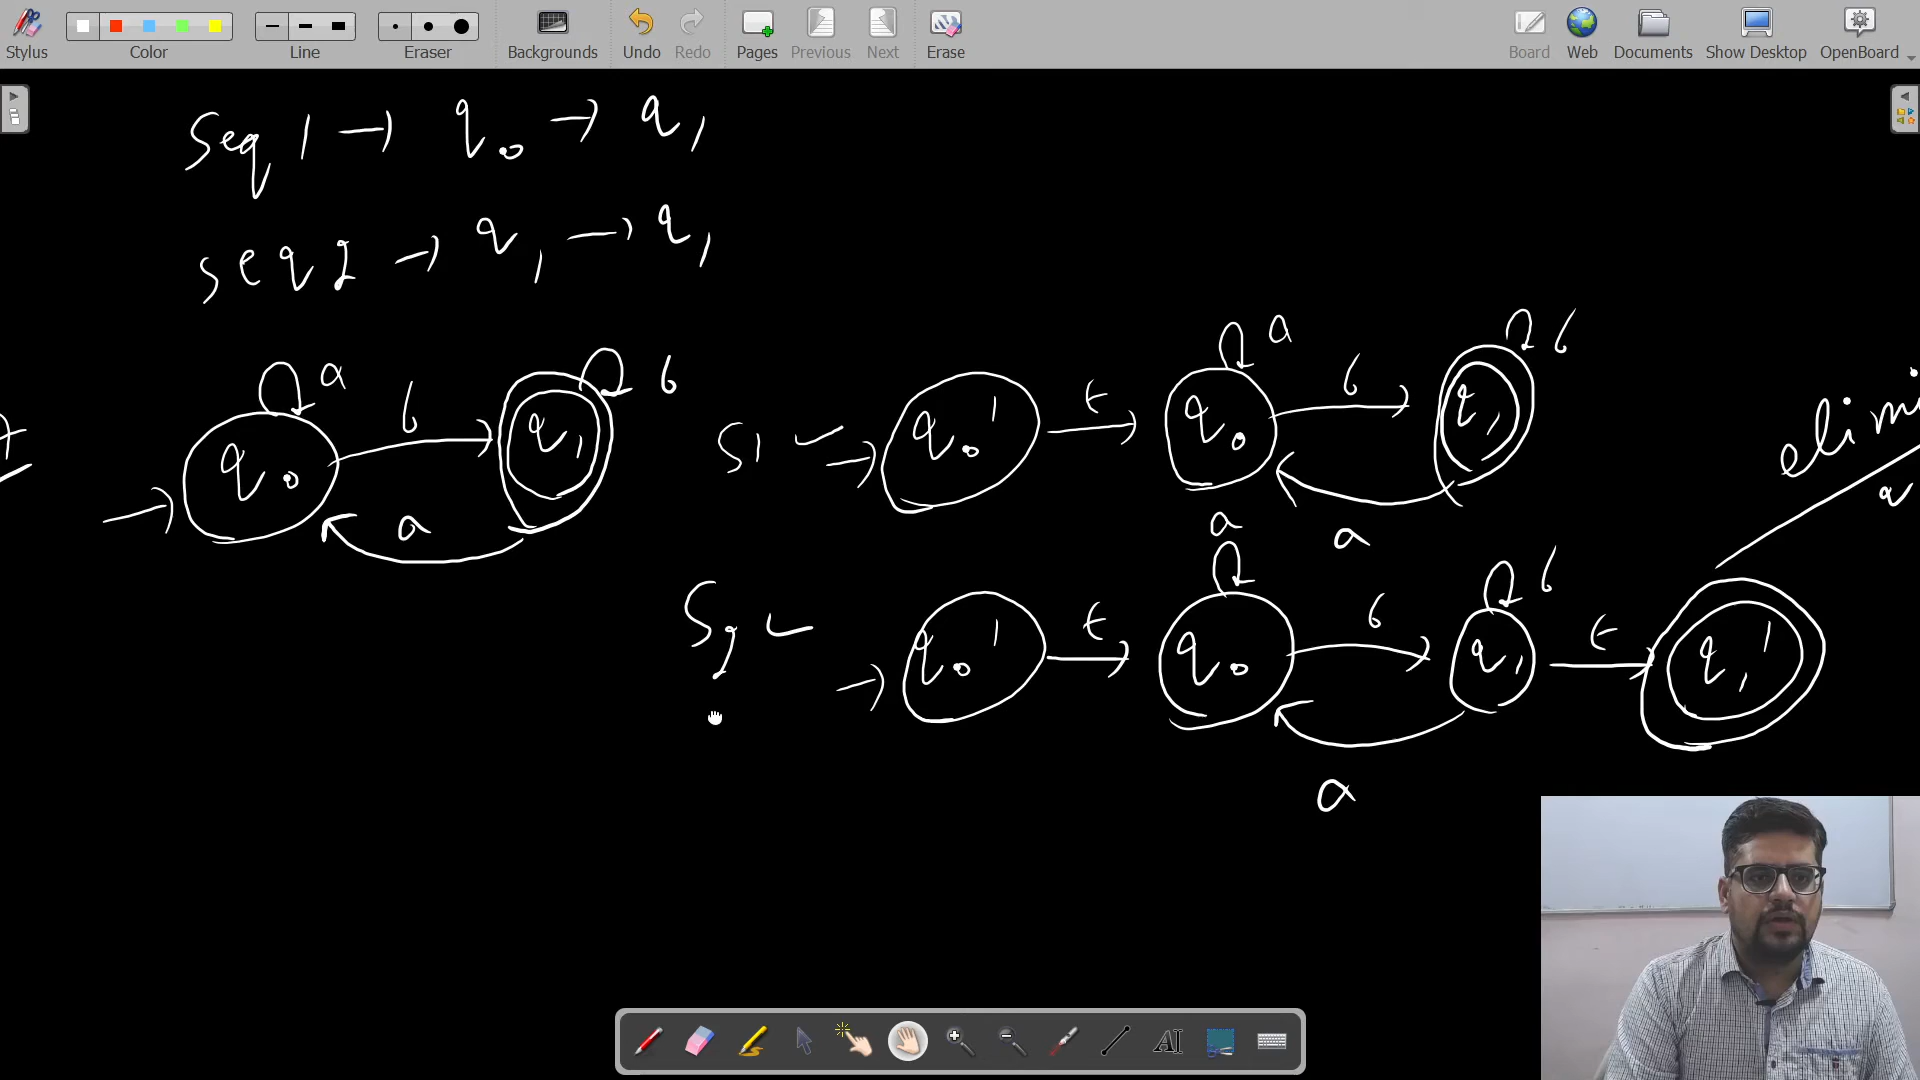 Stylus
Color
Line
Eraser
Backgrounds
Undo
Redo
Pages
Previous
Next
Erase
Board
Web
Documents
Show Desktop
OpenBoard
Seq 1 → q₀ → q₁
seq 2 → q₁ → q₁
→ q₀ a b q₁ b a
S1 ✓ → q₀' ε q₀ a b q₁ b a
S2 ✓ → q₀' ε q₀ a b q₁ b ε q₁' a
elimi
AI